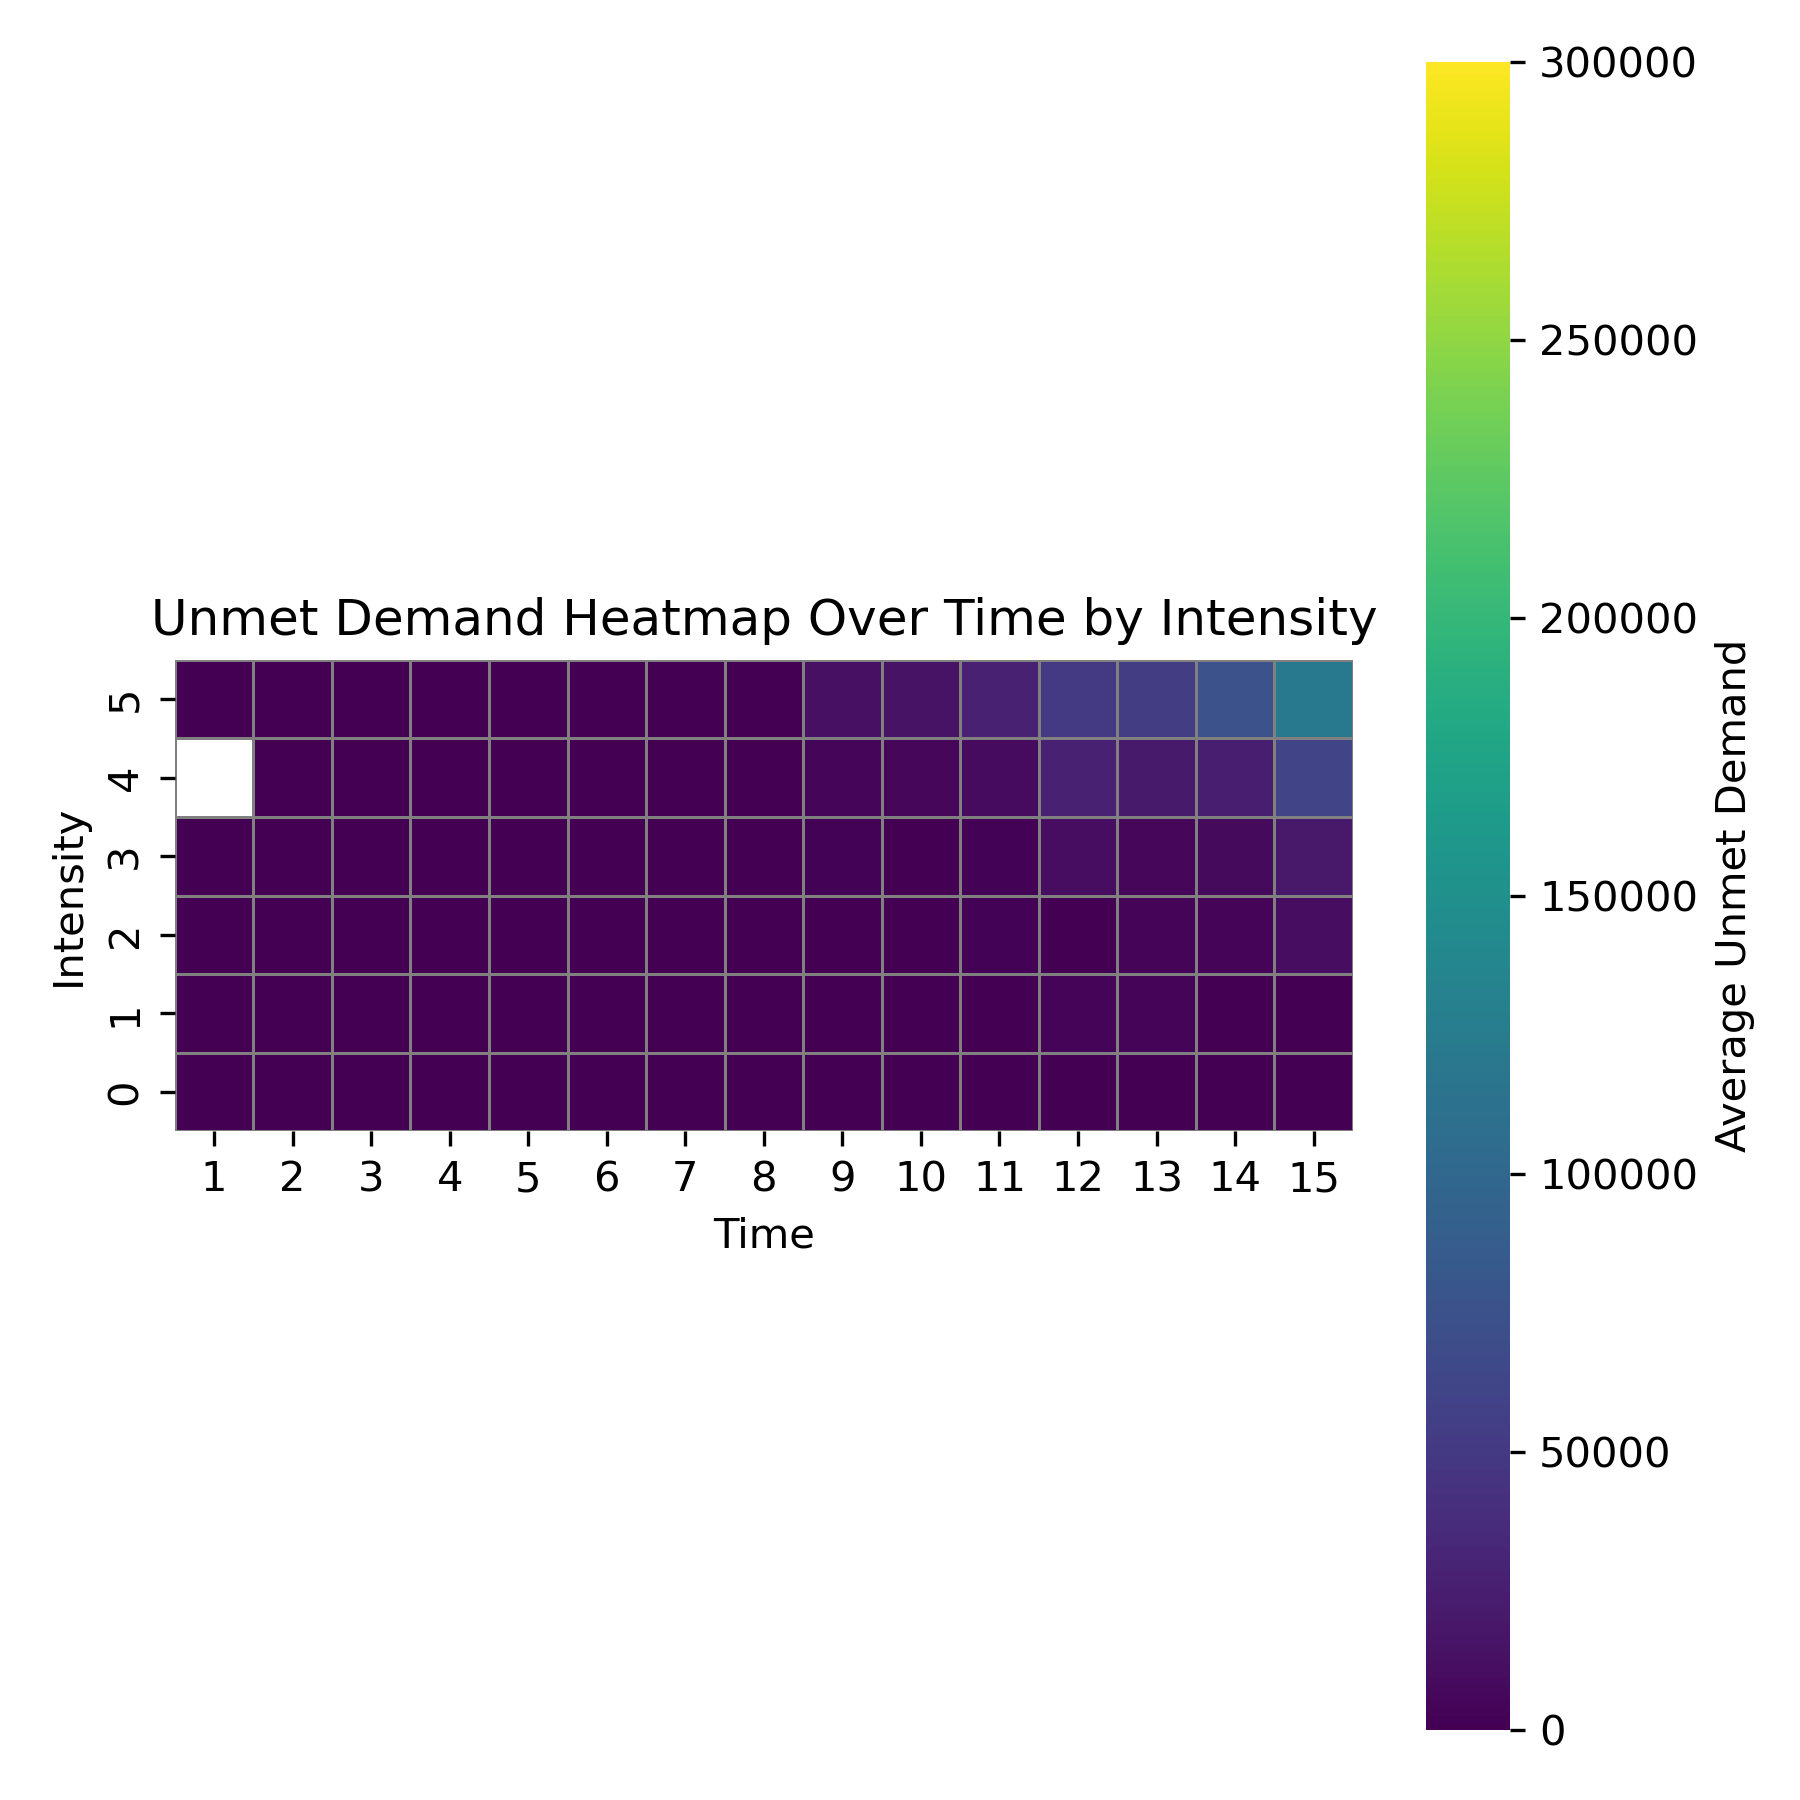 Unmet Demand Heatmap Over Time by Intensity
Intensity
5
4
3
2
1
0
1 2 3 4 5 6 7 8 9 10 11 12 13 14 15
Time
300000
250000
200000
150000
100000
50000
0
Average Unmet Demand